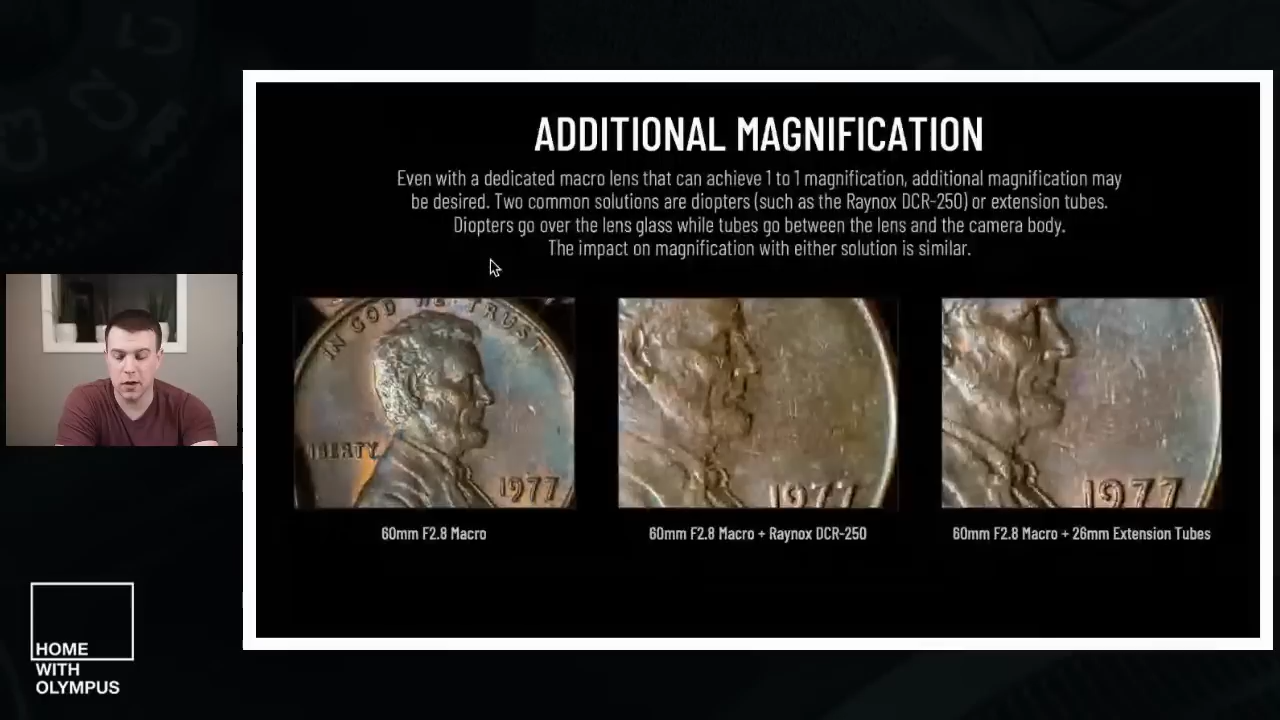 ADDITIONAL MAGNIFICATION
Even with a dedicated macro lens that can achieve 1 to 1 magnification, additional magnification may
be desired. Two common solutions are diopters (such as the Raynox DCR-250) or extension tubes.
Diopters go over the lens glass while tubes go between the lens and the camera body.
The impact on magnification with either solution is similar.
IN GOD WE TRUST
LIBERTY
1977
1977
1977
60mm F2.8 Macro
60mm F2.8 Macro + Raynox DCR-250
60mm F2.8 Macro + 26mm Extension Tubes
HOME
WITH
OLYMPUS